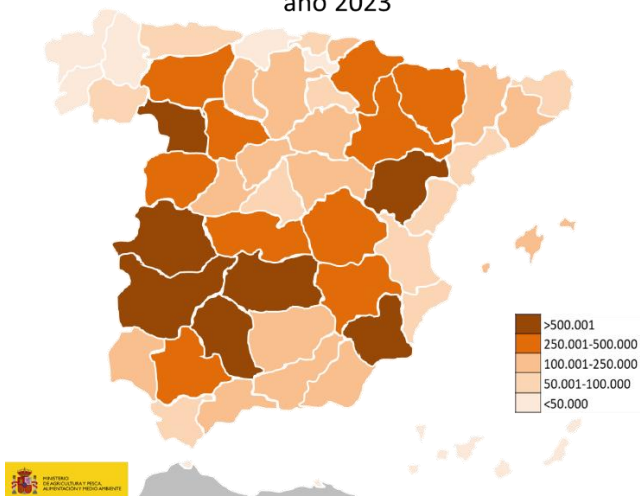 año 2023
>500.001
250.001-500.000
100.001-250.000
50.001-100.000
<50.000
MINISTERIO
DE AGRICULTURA Y PESCA,
ALIMENTACIÓN Y MEDIO AMBIENTE